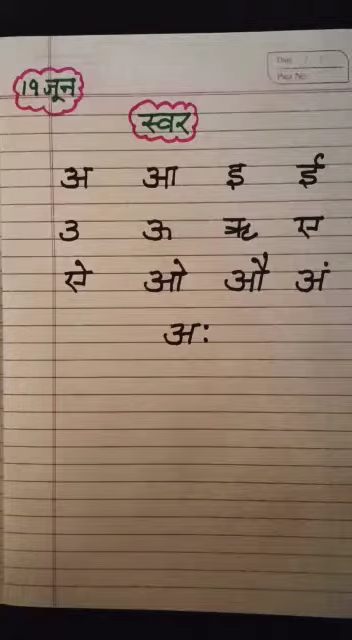 १९ जून
स्वर
अ आ इ ई
उ ऊ ऋ ए
ऐ ओ औ अं
अः